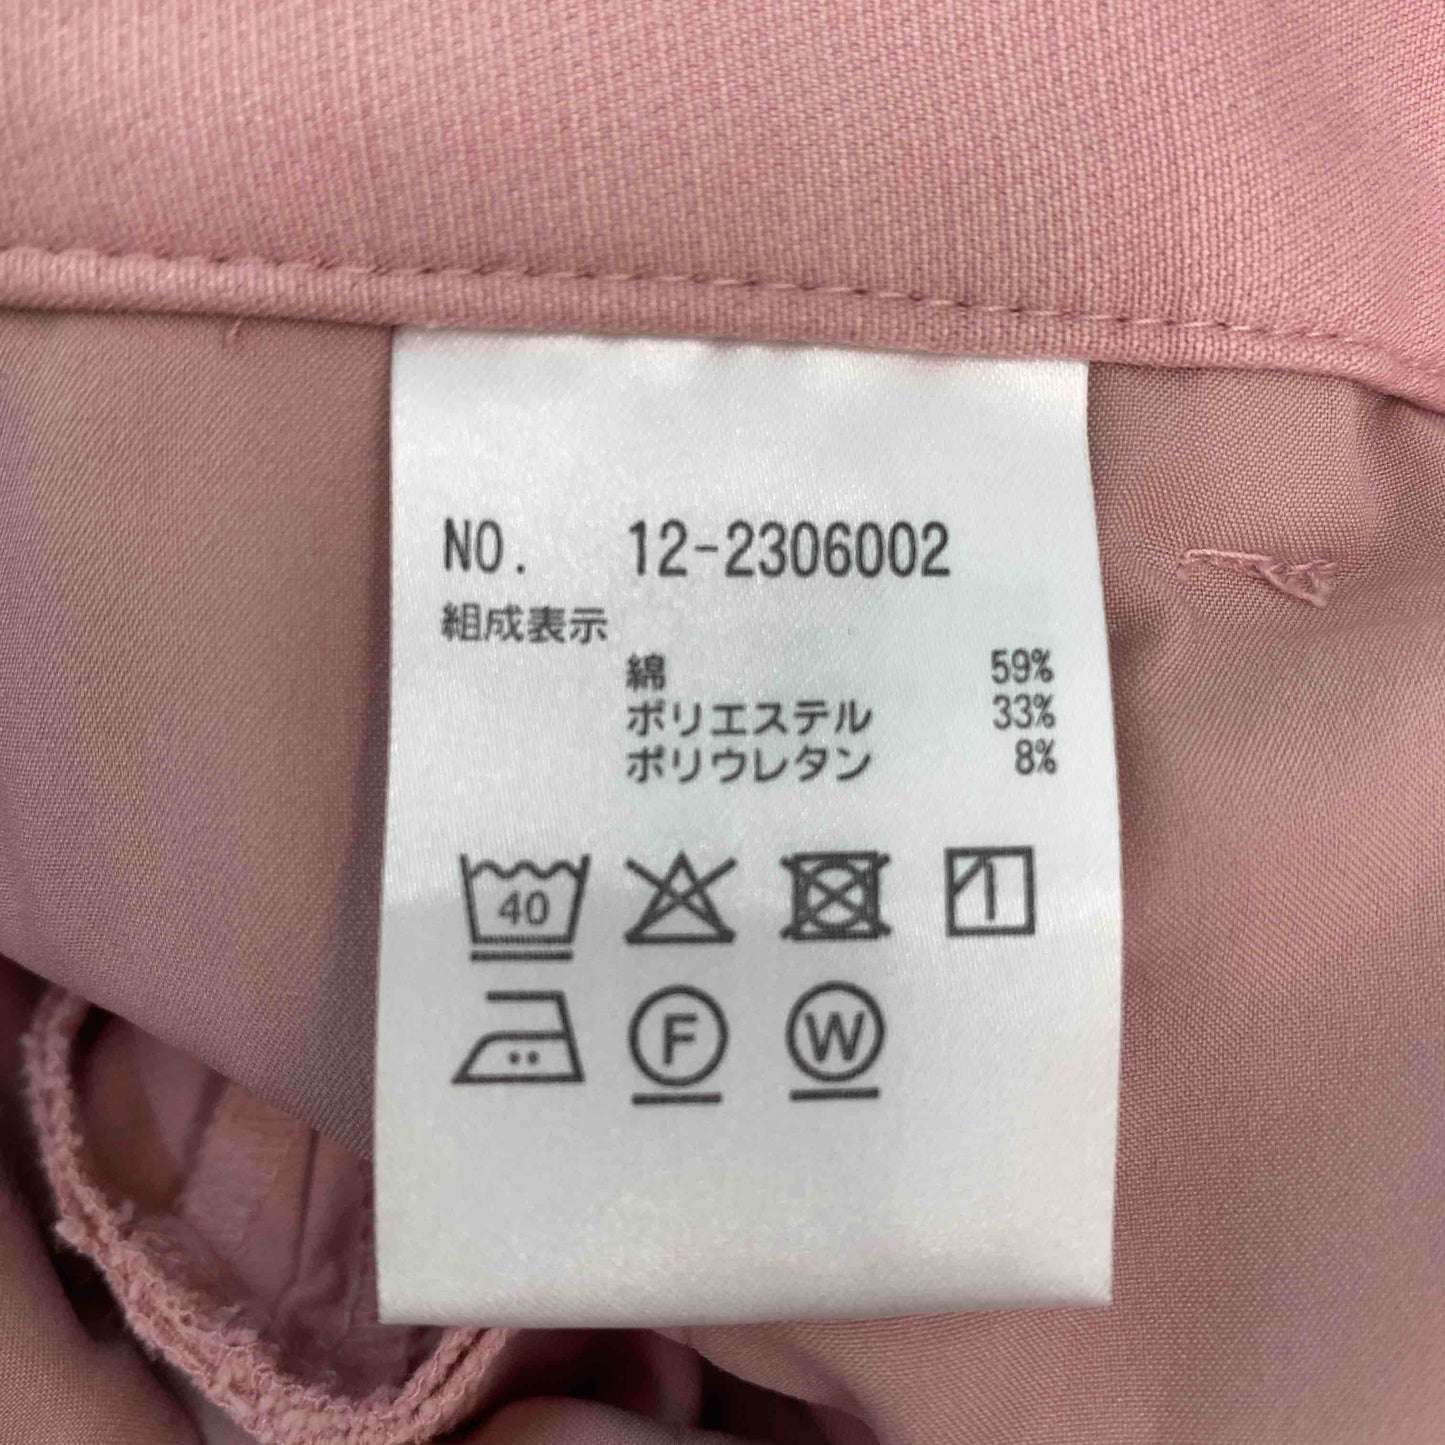 NO. 12-2306002
組成表示
綿 59%
ポリエステル 33%
ポリウレタン 8%
40
F W